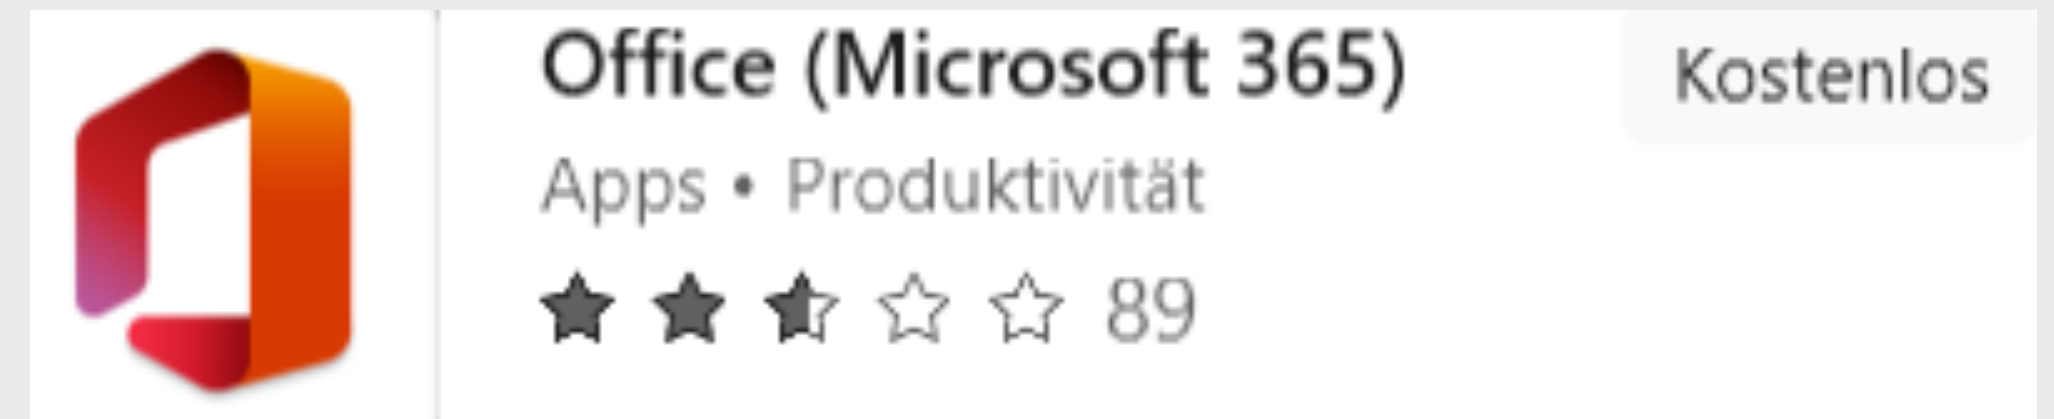 Office (Microsoft 365)
Kostenlos
Apps • Produktivität
89